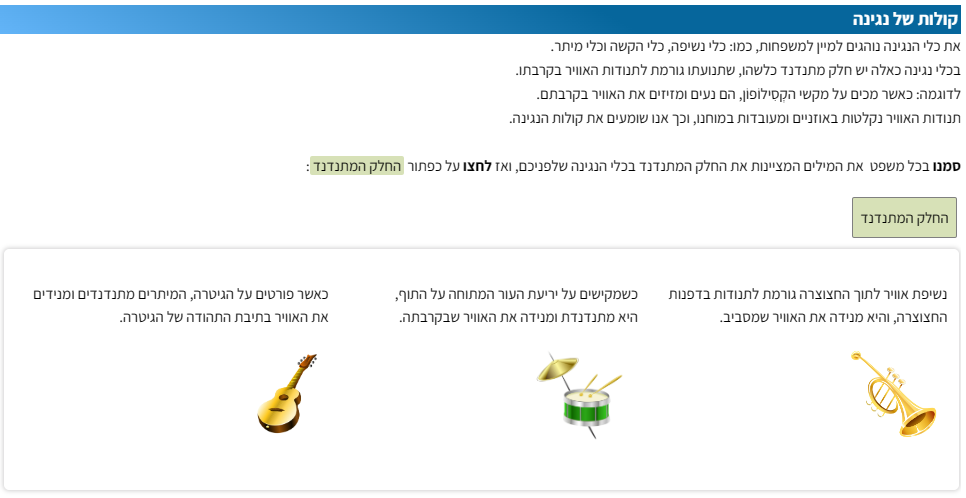 קולות של נגינה
את כלי הנגינה נוהגים למיין למשפחות, כמו: כלי נשיפה, כלי הקשה וכלי מיתר.
בכלי נגינה כאלה יש חלק מתנדנד כלשהו, שתנועתו גורמת לתנודות האוויר בקרבתו.
לדוגמה: כאשר מכים על מקשי הקְסִילוֹפוֹן, הם נעים ומזיזים את האוויר בקרבתם.
תנודות האוויר נקלטות באוזניים ומעובדות במוחנו, וכך אנו שומעים את קולות הנגינה.
סמנו בכל משפט את המילים המציינות את החלק המתנדנד בכלי הנגינה שלפניכם, ואז לחצו על כפתור החלק המתנדנד :
החלק המתנדנד
נשיפת אוויר לתוך החצוצרה גורמת לתנודות בדפנות
החצוצרה, והיא מנידה את האוויר שמסביב.
כשמקישים על יריעת העור המתוחה על התוף,
היא מתנדנדת ומנידה את האוויר שבקרבתה.
כאשר פורטים על הגיטרה, המיתרים מתנדנדים ומנידים
את האוויר בתיבת התהודה של הגיטרה.